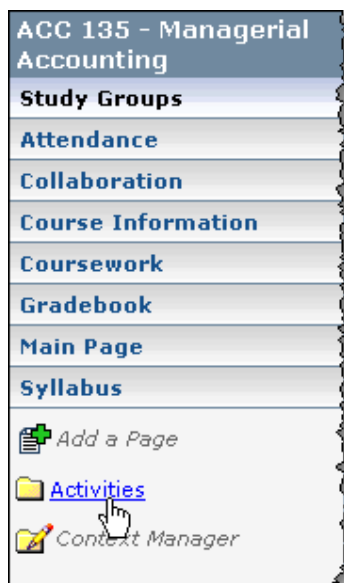 ACC 135 - Managerial
Accounting
Study Groups
Attendance
Collaboration
Course Information
Coursework
Gradebook
Main Page
Syllabus
Add a Page
Activities
Context Manager